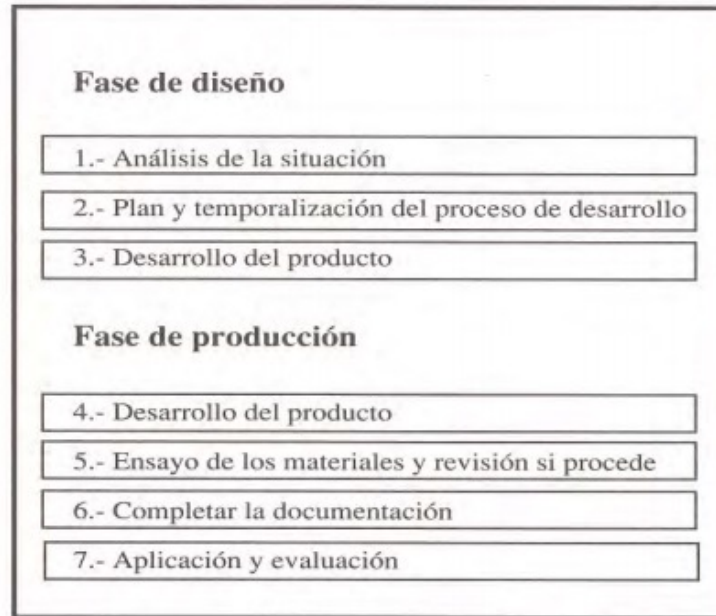 Fase de diseño
1.- Análisis de la situación
2.- Plan y temporalización del proceso de desarrollo
3.- Desarrollo del producto
Fase de producción
4.- Desarrollo del producto
5.- Ensayo de los materiales y revisión si procede
6.- Completar la documentación
7.- Aplicación y evaluación